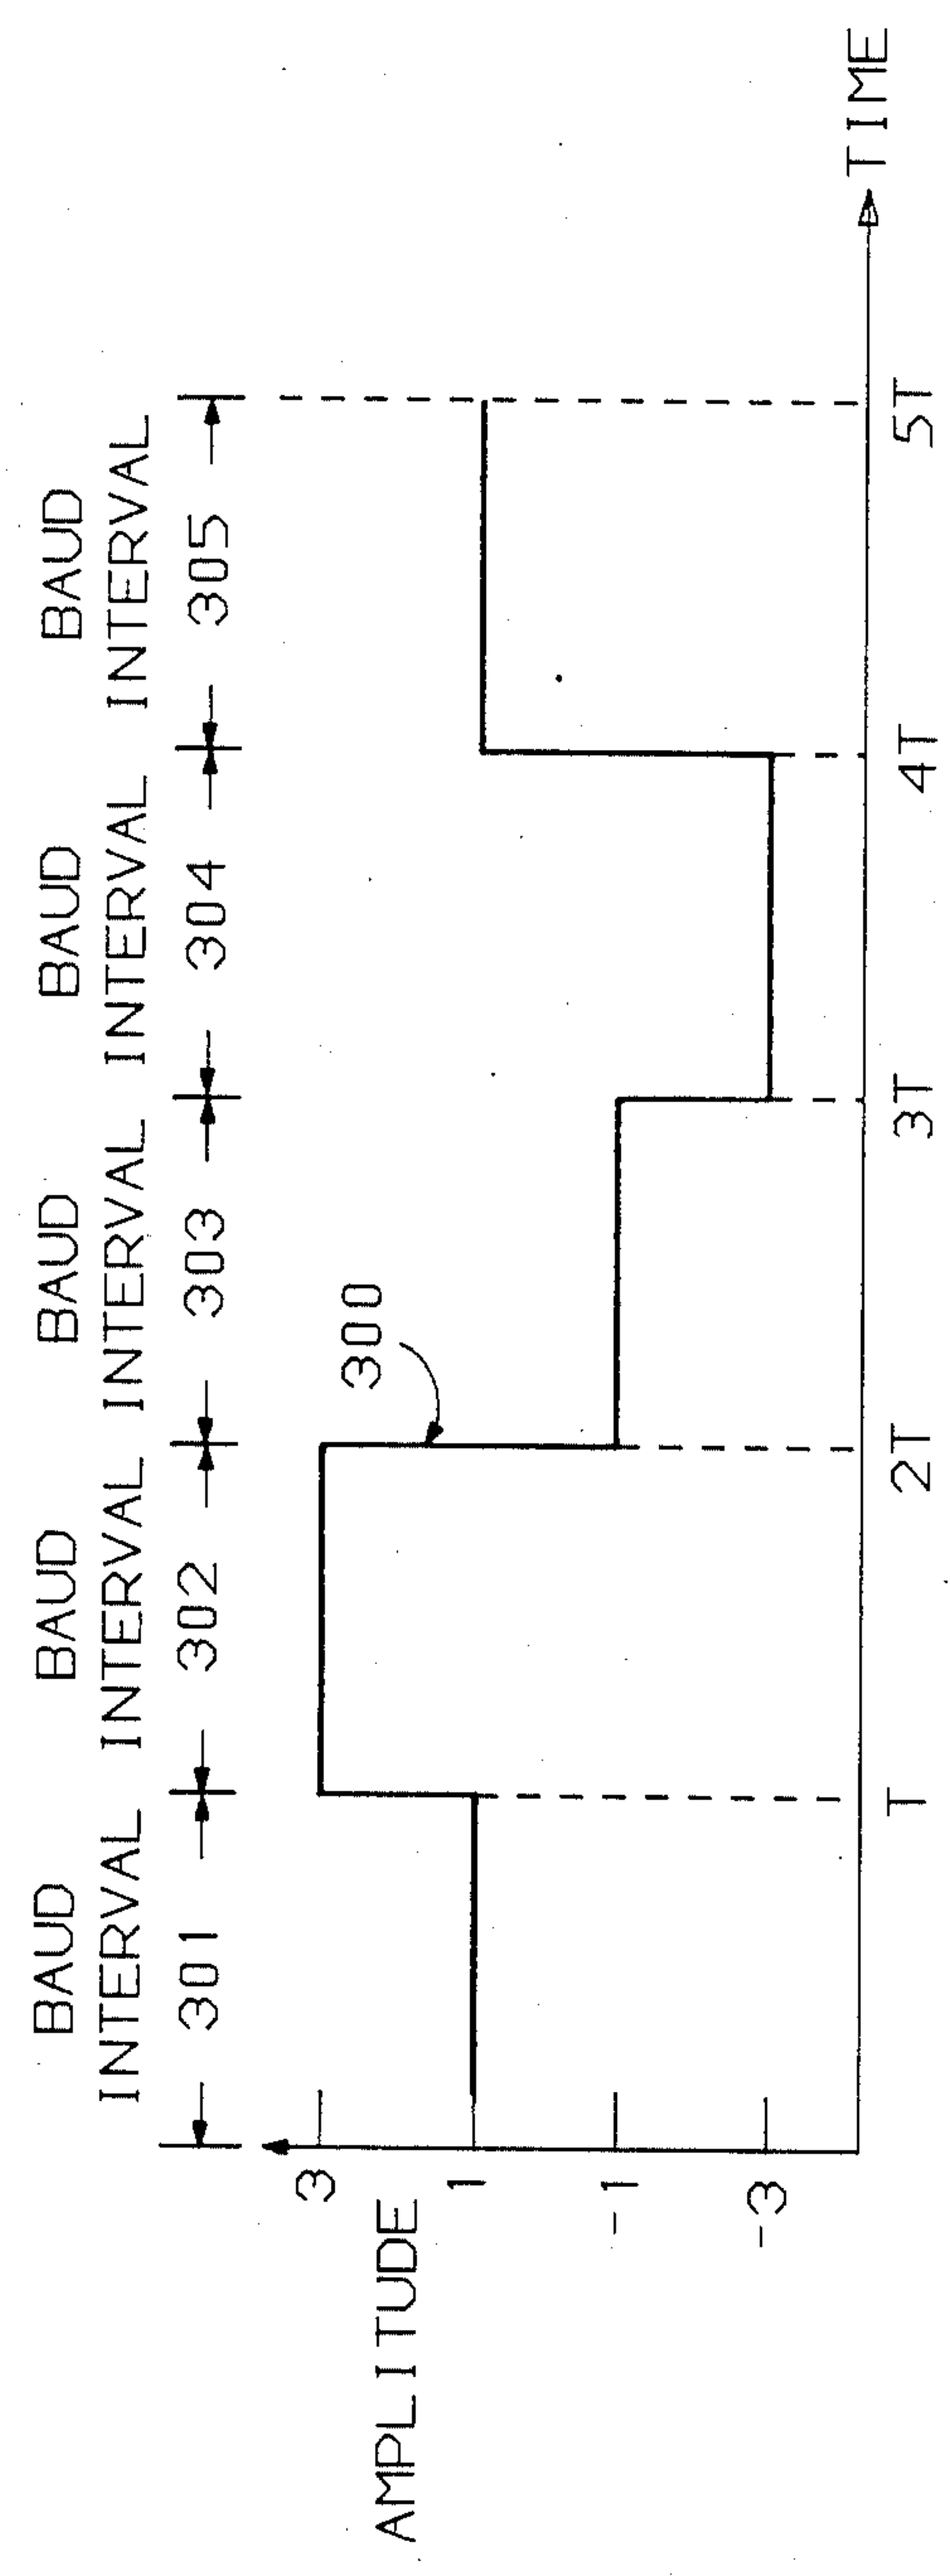 BAUD BAUD BAUD BAUD BAUD
INTERVAL INTERVAL INTERVAL INTERVAL INTERVAL
301 302 303 304 305
3
300
AMPLITUDE
1
-1
-3
T 2T 3T 4T 5T
TIME